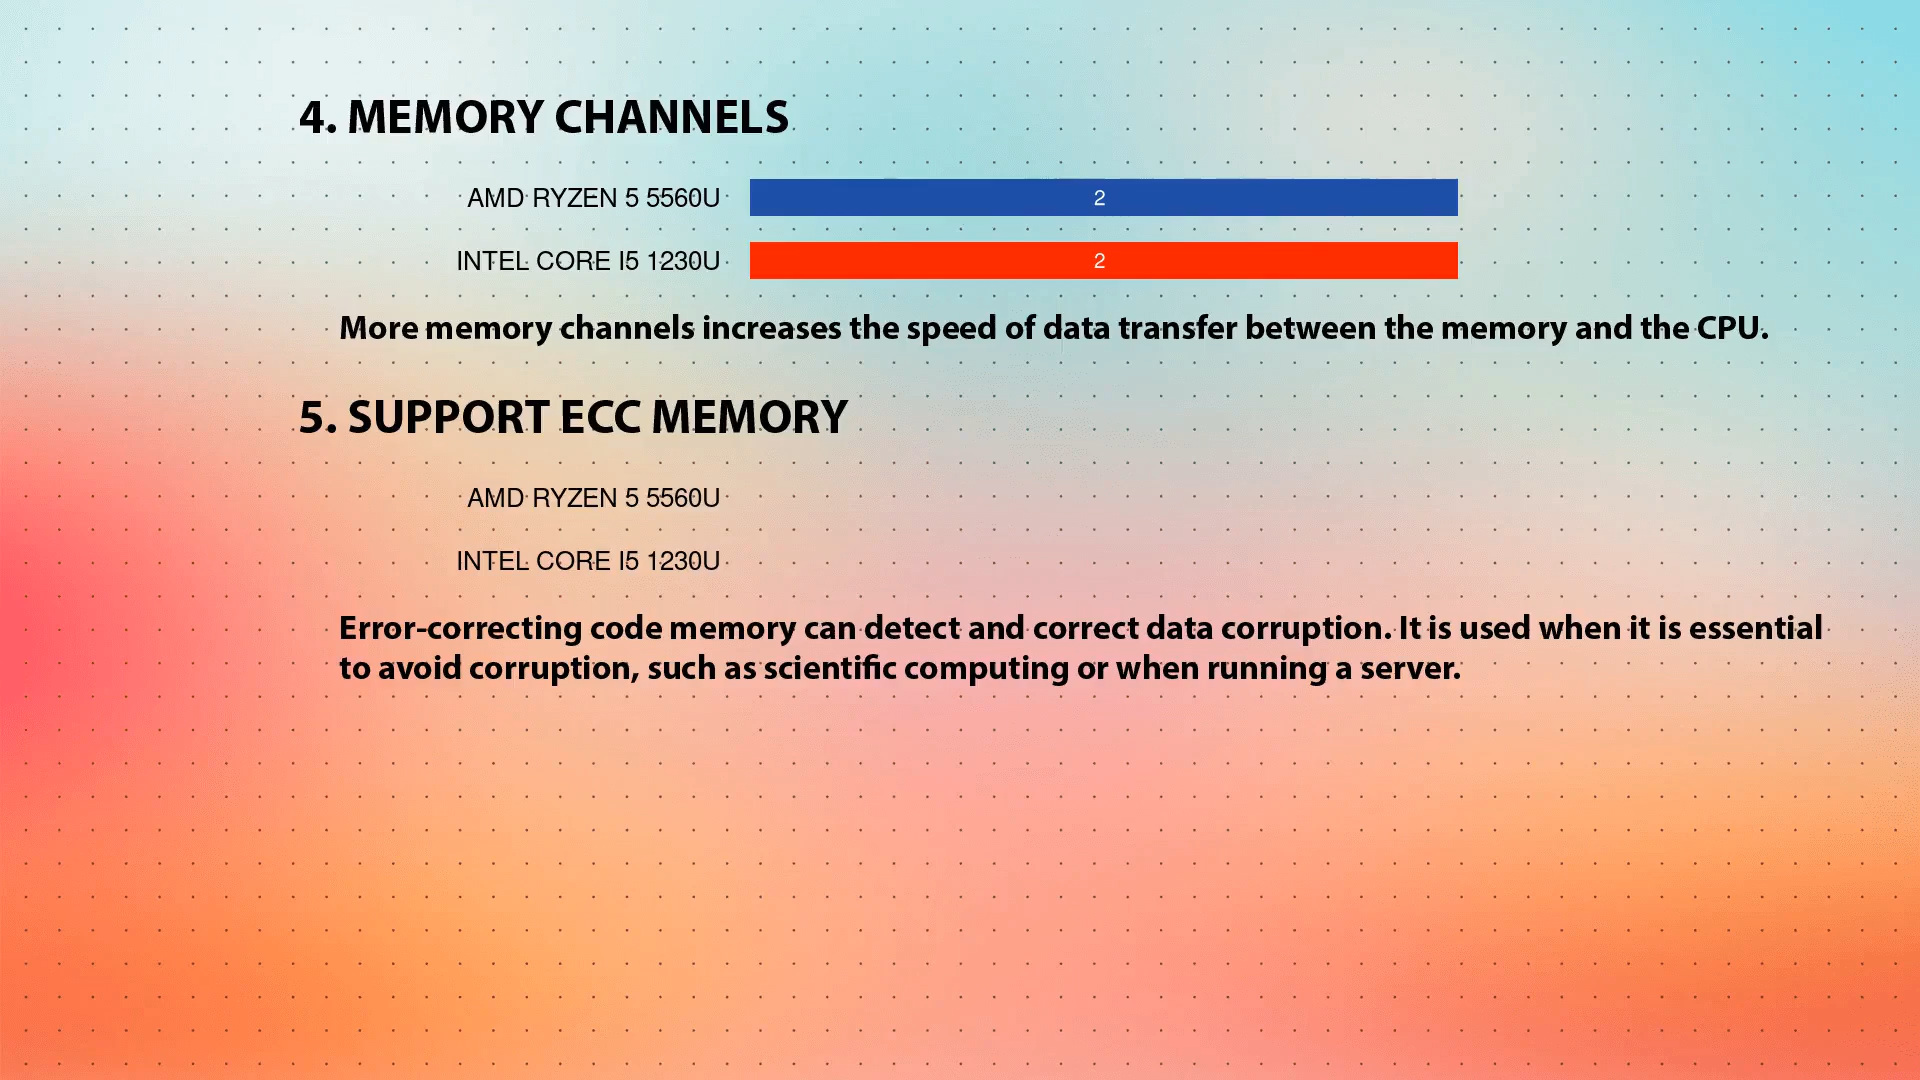 4. MEMORY CHANNELS
AMD RYZEN 5 5560U
2
INTEL CORE I5 1230U
2
More memory channels increases the speed of data transfer between the memory and the CPU.
5. SUPPORT ECC MEMORY
AMD RYZEN 5 5560U
INTEL CORE I5 1230U
Error-correcting code memory can detect and correct data corruption. It is used when it is essential
to avoid corruption, such as scientific computing or when running a server.